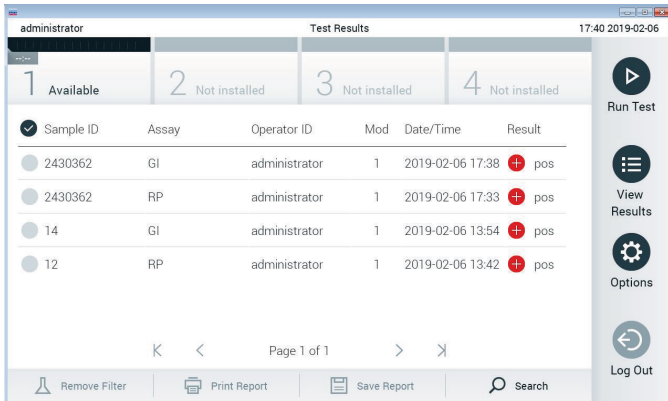 administrator Test Results 17:40 2019-02-06
--:--
1 Available 2 Not installed 3 Not installed 4 Not installed
Run Test
Sample ID Assay Operator ID Mod Date/Time Result
2430362 GI administrator 1 2019-02-06 17:38 pos
2430362 RP administrator 1 2019-02-06 17:33 pos
View
Results
14 GI administrator 1 2019-02-06 13:54 pos
12 RP administrator 1 2019-02-06 13:42 pos
Options
Page 1 of 1
Log Out
Remove Filter Print Report Save Report Search